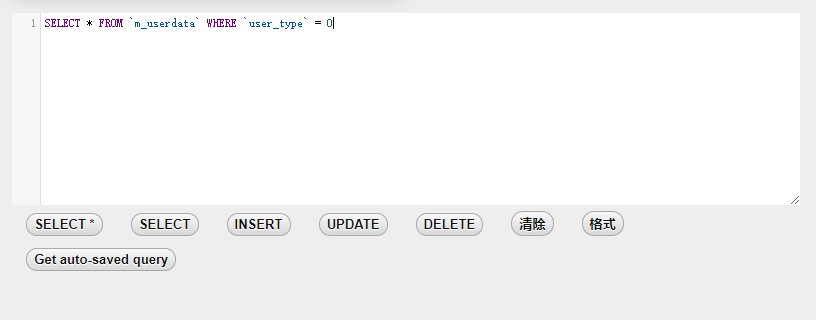 1 SELECT * FROM `m_userdata` WHERE `user_type` = 0
SELECT * SELECT INSERT UPDATE DELETE 清除 格式
Get auto-saved query